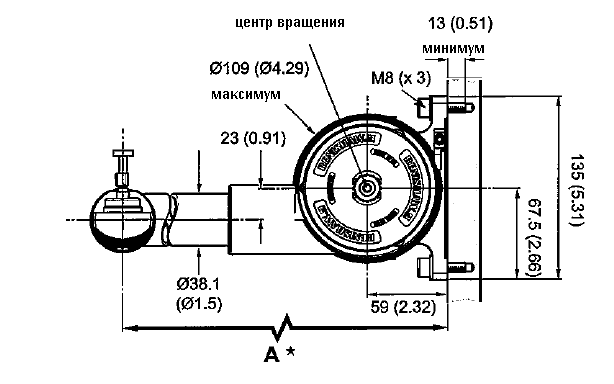 центр вращения
13 (0.51)
минимум
Ø109 (Ø4.29)
M8 (x 3)
максимум
23 (0.91)
135 (5.31)
67.5 (2.66)
Ø38.1
(Ø1.5)
59 (2.32)
A *